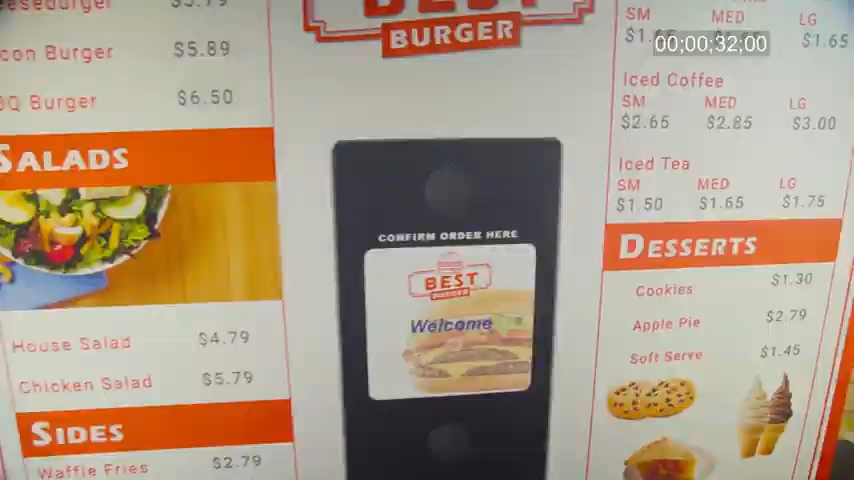 $5.79
con Burger $5.89
BQ Burger $6.50
SALADS
House Salad $4.79
Chicken Salad $5.79
SIDES
Waffle Fries $2.79
BEST
BURGER
CONFIRM ORDER HERE
BEST
BURGER
Welcome
00;00;32;00
SM MED LG
$1.65
Iced Coffee
SM MED LG
$2.65 $2.85 $3.00
Iced Tea
SM MED LG
$1.50 $1.65 $1.75
DESSERTS
Cookies $1.30
Apple Pie $2.79
Soft Serve $1.45